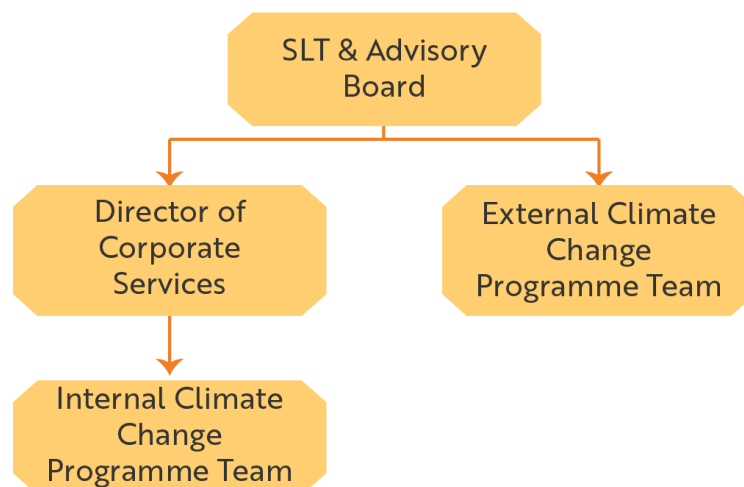 SLT & Advisory
Board
Director of
Corporate
Services
External Climate
Change
Programme Team
Internal Climate
Change
Programme Team